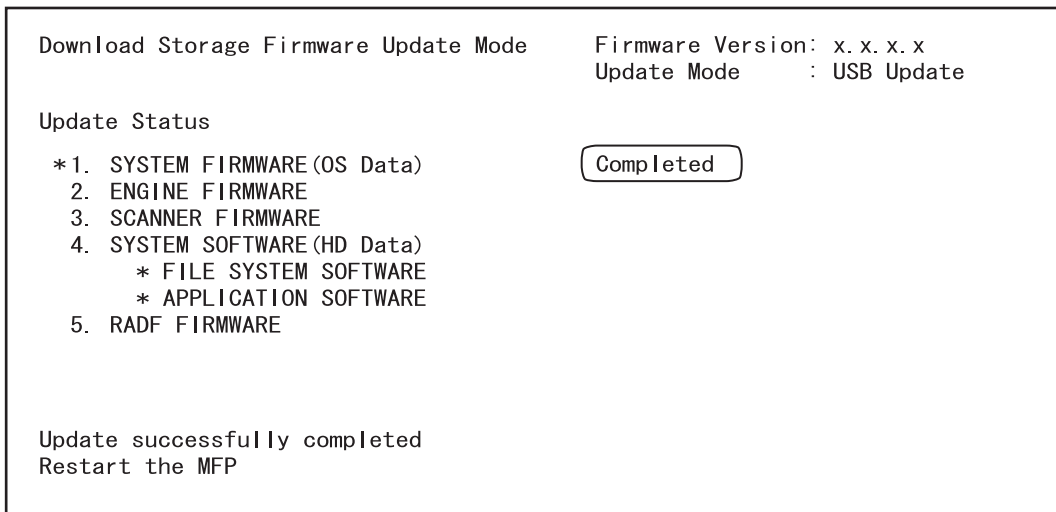 Download Storage Firmware Update Mode
Firmware Version: x.x.x.x
Update Mode : USB Update
Update Status
*1. SYSTEM FIRMWARE(OS Data) Completed
2. ENGINE FIRMWARE
3. SCANNER FIRMWARE
4. SYSTEM SOFTWARE(HD Data)
* FILE SYSTEM SOFTWARE
* APPLICATION SOFTWARE
5. RADF FIRMWARE
Update successfully completed
Restart the MFP